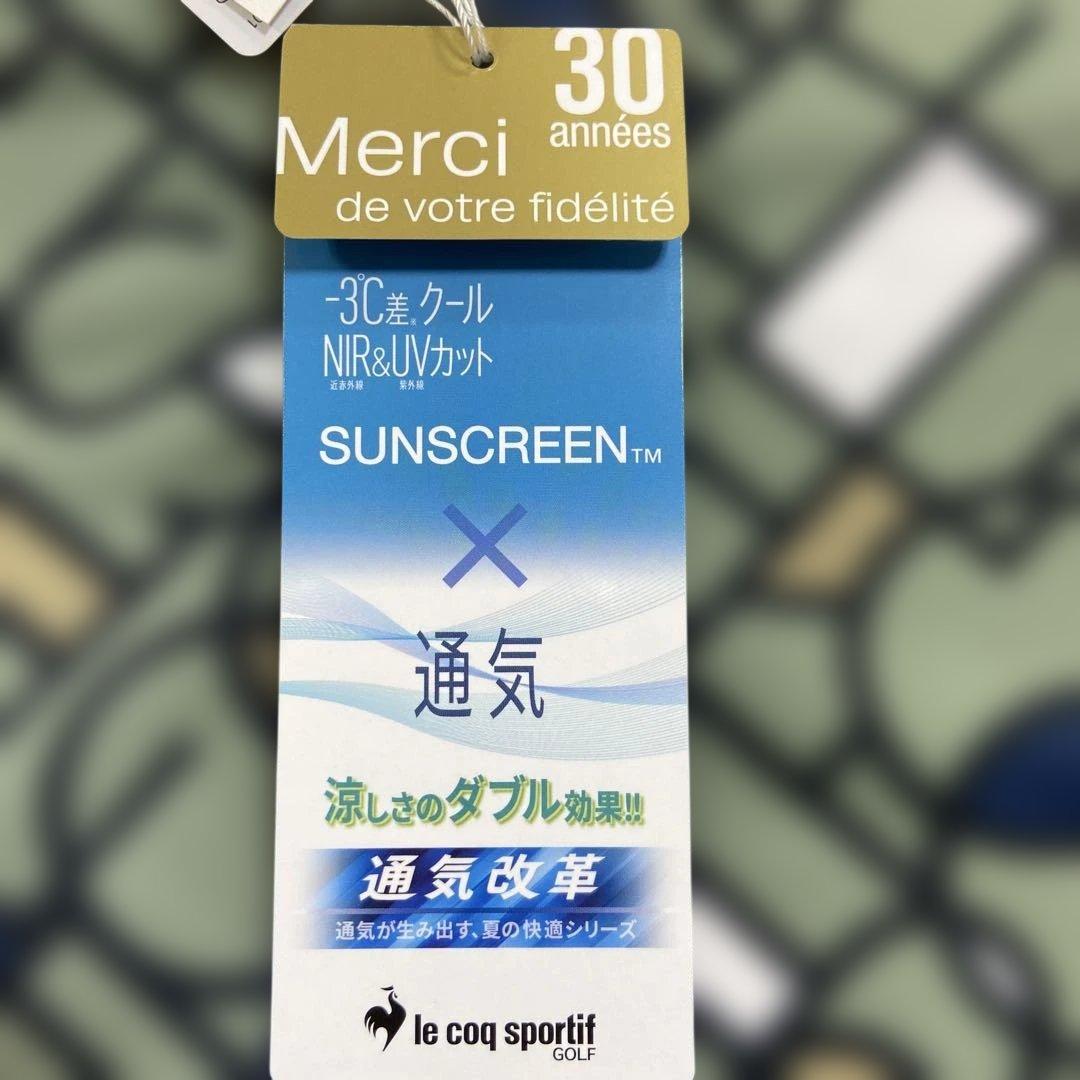 30
années
Merci
de votre fidélité
-3℃差※クール
NIR&UVカット
近赤外線 紫外線
SUNSCREEN™
×
通気
涼しさのダブル効果!!
通気改革
通気が生み出す、夏の快適シリーズ
le coq sportif
GOLF